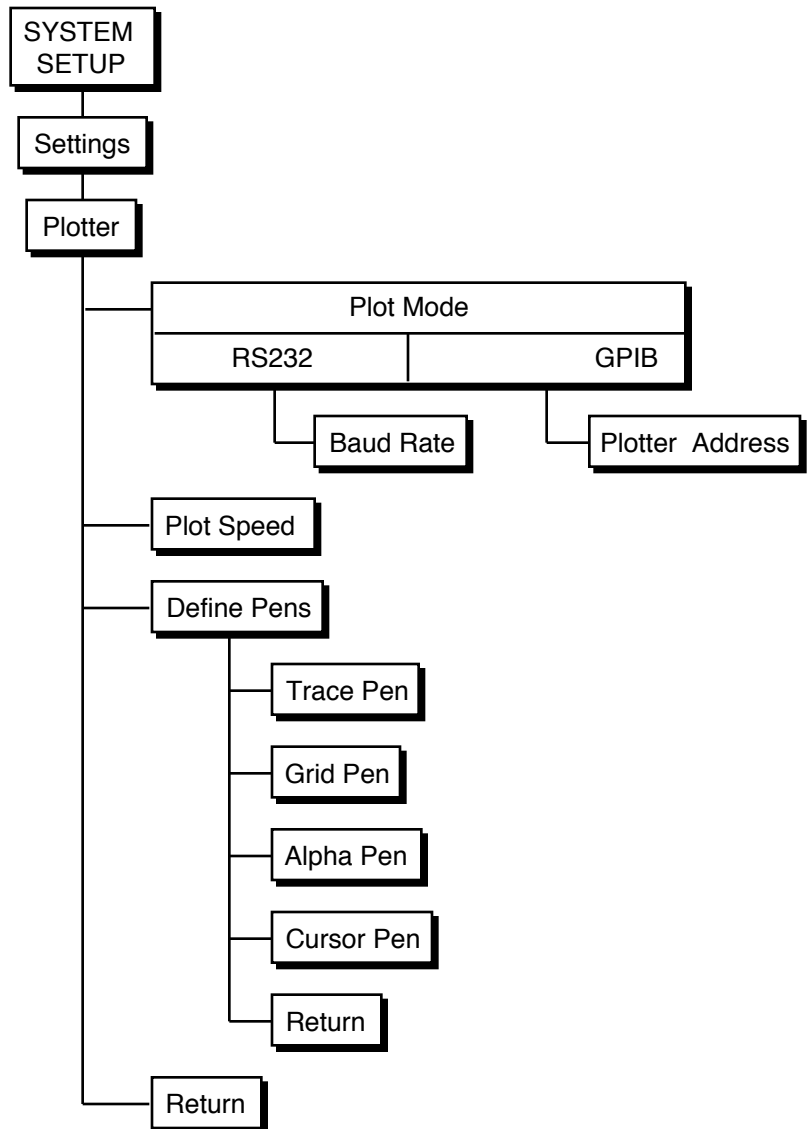 SYSTEM
SETUP
Settings
Plotter
Plot Mode
RS232 GPIB
Baud Rate Plotter Address
Plot Speed
Define Pens
Trace Pen
Grid Pen
Alpha Pen
Cursor Pen
Return
Return